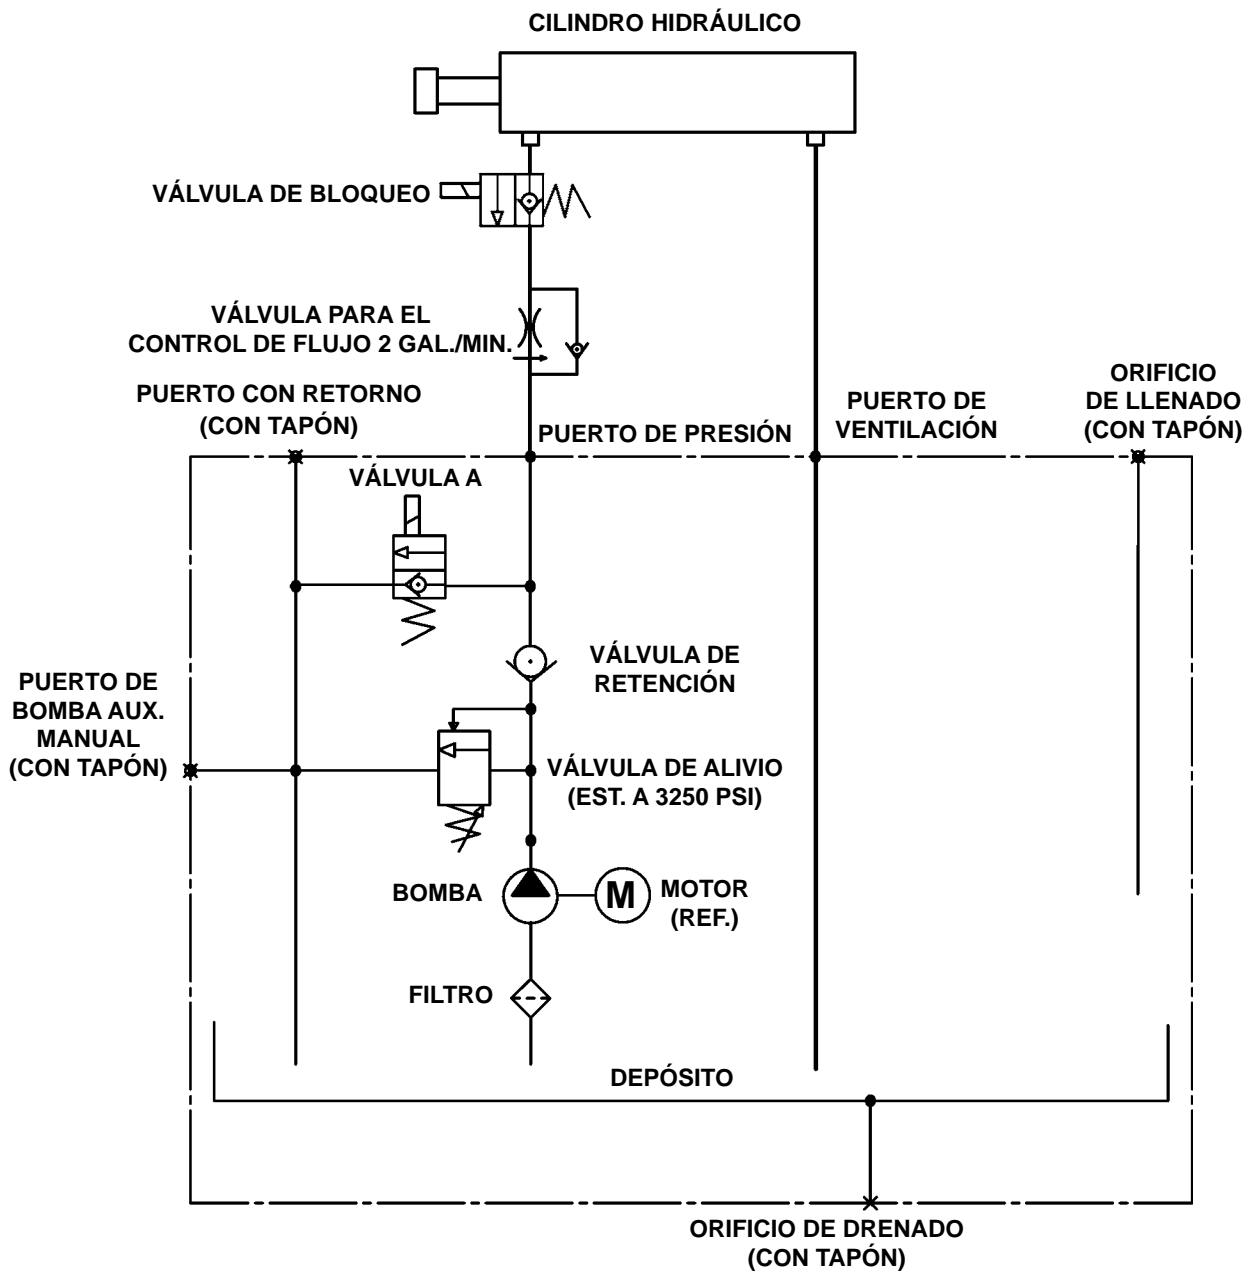 CILINDRO HIDRÁULICO
VÁLVULA DE BLOQUEO
VÁLVULA PARA EL
CONTROL DE FLUJO 2 GAL./MIN.
PUERTO CON RETORNO
(CON TAPÓN)
PUERTO DE PRESIÓN
PUERTO DE
VENTILACIÓN
ORIFICIO
DE LLENADO
(CON TAPÓN)
VÁLVULA A
VÁLVULA DE
RETENCIÓN
PUERTO DE
BOMBA AUX.
MANUAL
(CON TAPÓN)
VÁLVULA DE ALIVIO
(EST. A 3250 PSI)
BOMBA
M
MOTOR
(REF.)
FILTRO
DEPÓSITO
ORIFICIO DE DRENADO
(CON TAPÓN)